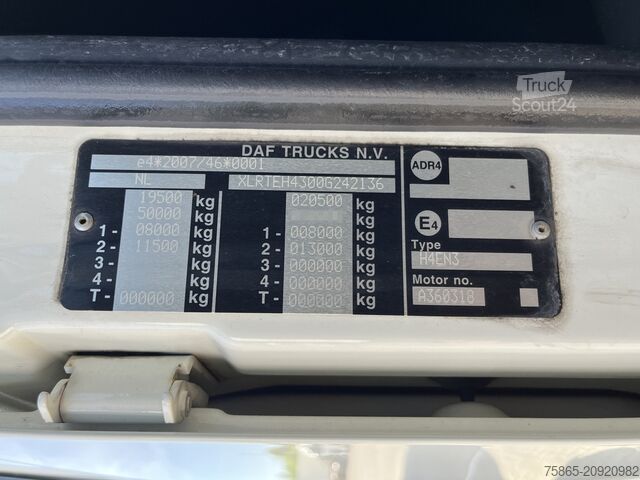 Truck
Scout24
DAF TRUCKS N.V.
e4*2007/46*0001
NL XLRTEH4300G242136
19500 kg 020500 kg
50000 kg kg
1- 08000 kg 1- 008000 kg
2- 11500 kg 2- 013000 kg
3- kg 3- 000000 kg
4- kg 4- 000000 kg
T- 000000 kg T- 000000 kg
ADR4
E4
Type
H4EN3
Motor no.
A360318
75865-20920982